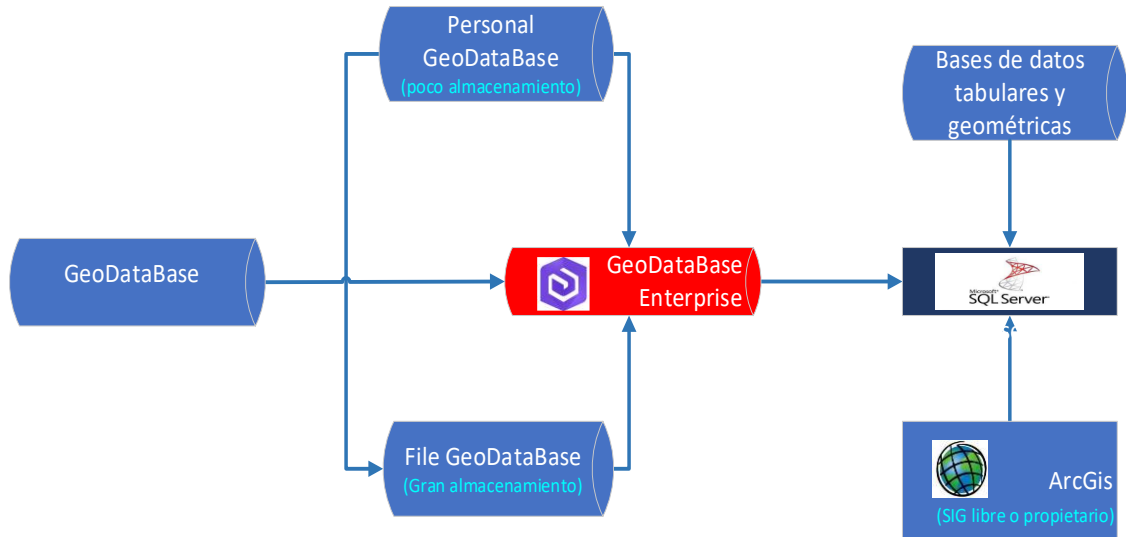 Personal
GeoDataBase
(poco almacenamiento)
Bases de datos
tabulares y
geométricas
GeoDataBase
GeoDataBase
Enterprise
Microsoft
SQL Server
File GeoDataBase
(Gran almacenamiento)
ArcGis
(SIG libre o propietario)